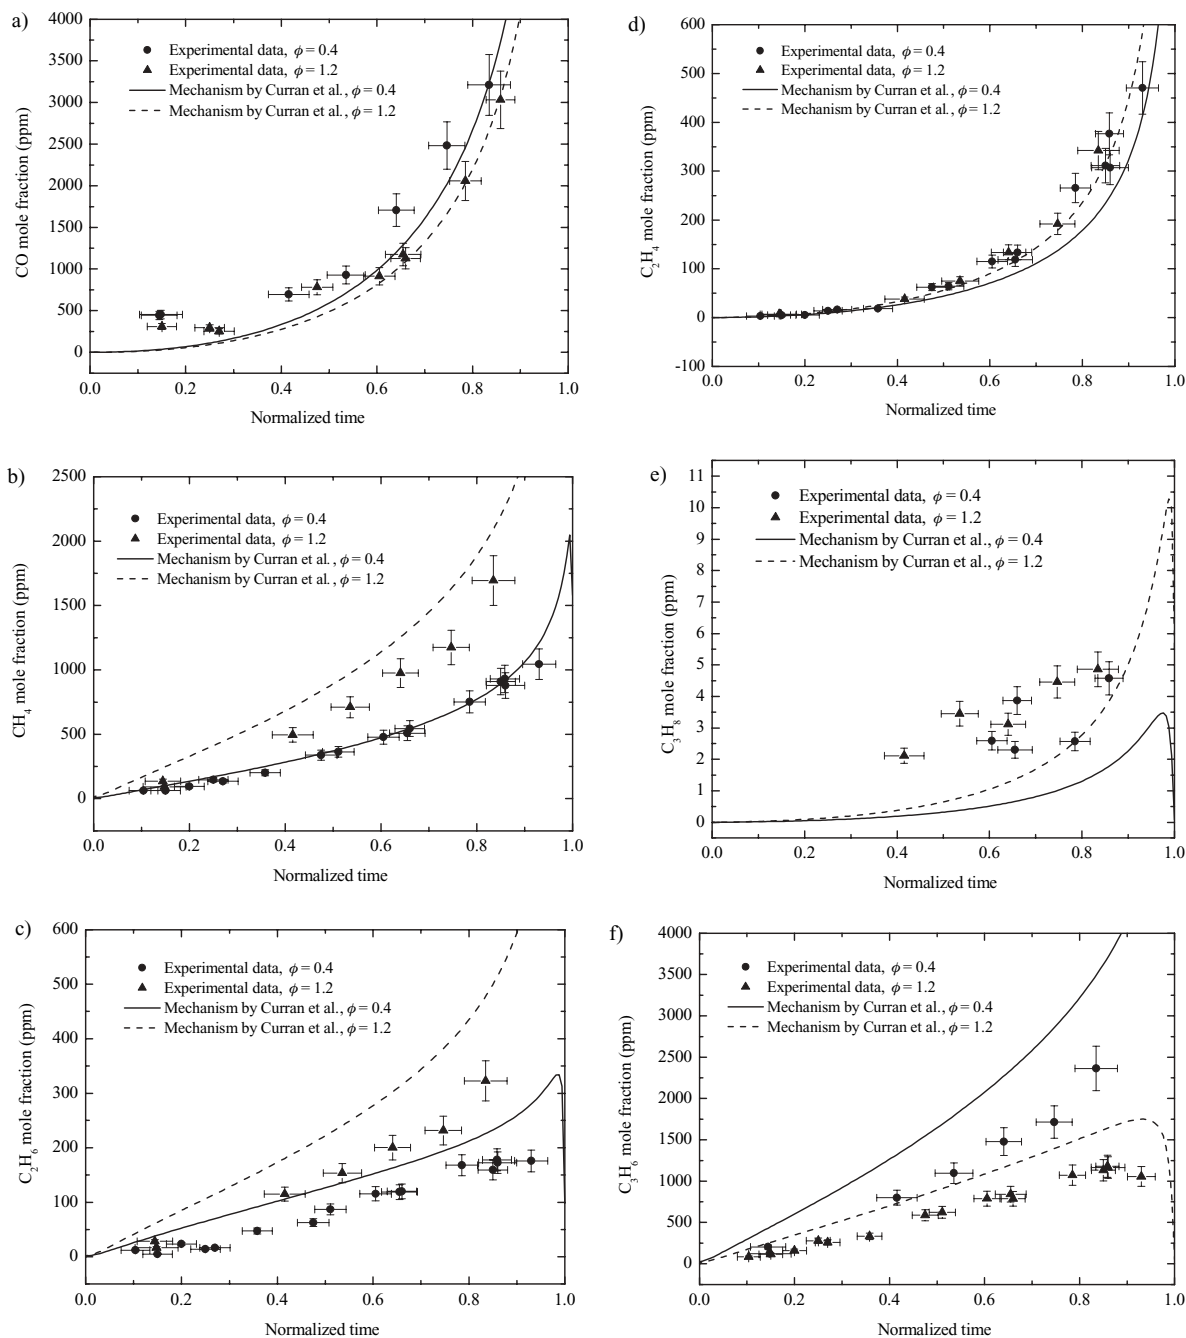 a)
4000
3500
3000
2500
2000
1500
1000
500
0
CO mole fraction (ppm)
Experimental data, ϕ = 0.4
Experimental data, ϕ = 1.2
Mechanism by Curran et al., ϕ = 0.4
Mechanism by Curran et al., ϕ = 1.2
0.0 0.2 0.4 0.6 0.8 1.0
Normalized time
d)
600
500
400
300
200
100
0
-100
C₂H₄ mole fraction (ppm)
Experimental data, ϕ = 0.4
Experimental data, ϕ = 1.2
Mechanism by Curran et al., ϕ = 0.4
Mechanism by Curran et al., ϕ = 1.2
0.0 0.2 0.4 0.6 0.8 1.0
Normalized time
b)
2500
2000
1500
1000
500
0
CH₄ mole fraction (ppm)
Experimental data, ϕ = 0.4
Experimental data, ϕ = 1.2
Mechanism by Curran et al., ϕ = 0.4
Mechanism by Curran et al., ϕ = 1.2
0.0 0.2 0.4 0.6 0.8 1.0
Normalized time
e)
11
10
9
8
7
6
5
4
3
2
1
0
C₃H₈ mole fraction (ppm)
Experimental data, ϕ = 0.4
Experimental data, ϕ = 1.2
Mechanism by Curran et al., ϕ = 0.4
Mechanism by Curran et al., ϕ = 1.2
0.0 0.2 0.4 0.6 0.8 1.0
Normalized time
c)
600
500
400
300
200
100
0
C₂H₆ mole fraction (ppm)
Experimental data, ϕ = 0.4
Experimental data, ϕ = 1.2
Mechanism by Curran et al., ϕ = 0.4
Mechanism by Curran et al., ϕ = 1.2
0.0 0.2 0.4 0.6 0.8 1.0
Normalized time
f)
4000
3500
3000
2500
2000
1500
1000
500
0
C₃H₆ mole fraction (ppm)
Experimental data, ϕ = 0.4
Experimental data, ϕ = 1.2
Mechanism by Curran et al., ϕ = 0.4
Mechanism by Curran et al., ϕ = 1.2
0.0 0.2 0.4 0.6 0.8 1.0
Normalized time